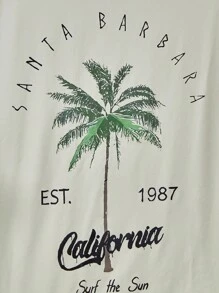 SANTA BARBARA
EST. 1987
California
Surf the Sun